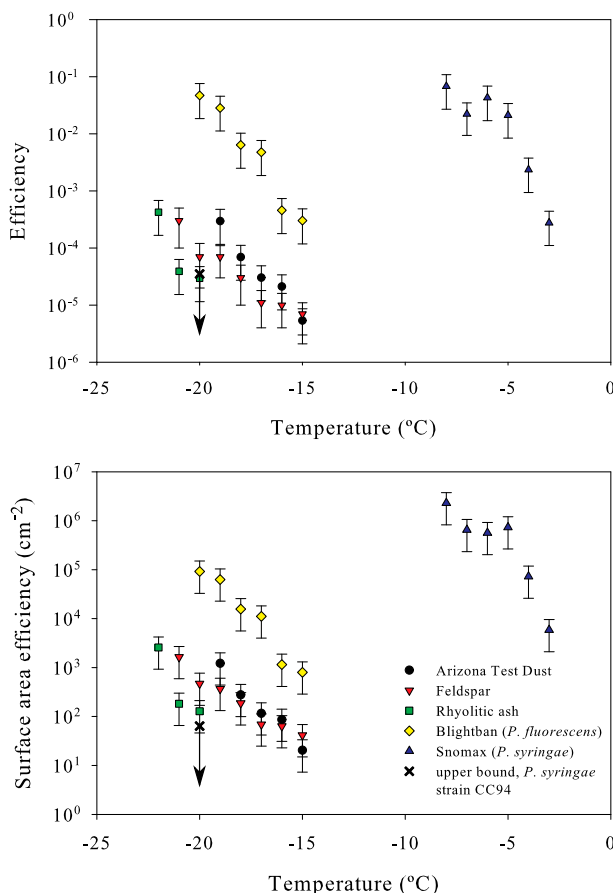 Efficiency
10^0
10^-1
10^-2
10^-3
10^-4
10^-5
10^-6
-25 -20 -15 -10 -5 0
Temperature (ºC)
Surface area efficiency (cm^-2)
10^7
10^6
10^5
10^4
10^3
10^2
10^1
10^0
Arizona Test Dust
Feldspar
Rhyolitic ash
Blightban (P. fluorescens)
Snomax (P. syringae)
upper bound, P. syringae
strain CC94
-25 -20 -15 -10 -5 0
Temperature (ºC)